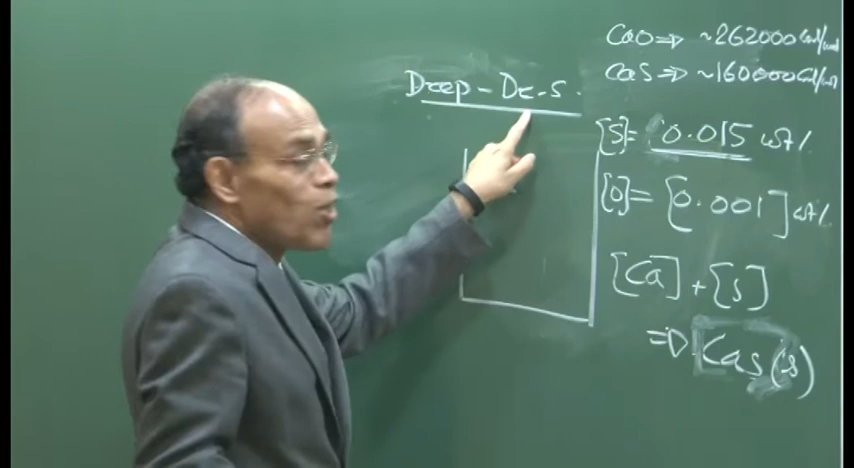 CaO ⇒ ~262000 Cal/mol
CaS ⇒ ~160000 Cal/mol
Deep - De-S.
[S]= 0.015 wt%
[O]= [0.001] wt%
[Ca] + [S]
⇒ CaS(s)